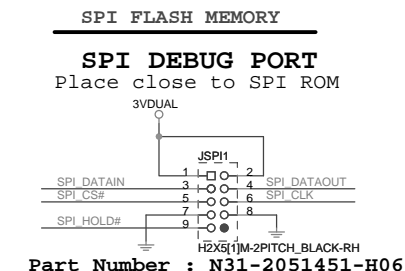 SPI FLASH MEMORY
SPI DEBUG PORT
Place close to SPI ROM
3VDUAL
JSPI1
1 2
SPI_DATAIN 3 4 SPI_DATAOUT
SPI_CS# 5 6 SPI_CLK
7 8
SPI_HOLD# 9
H2X5[1]M-2PITCH_BLACK-RH
Part Number : N31-2051451-H06